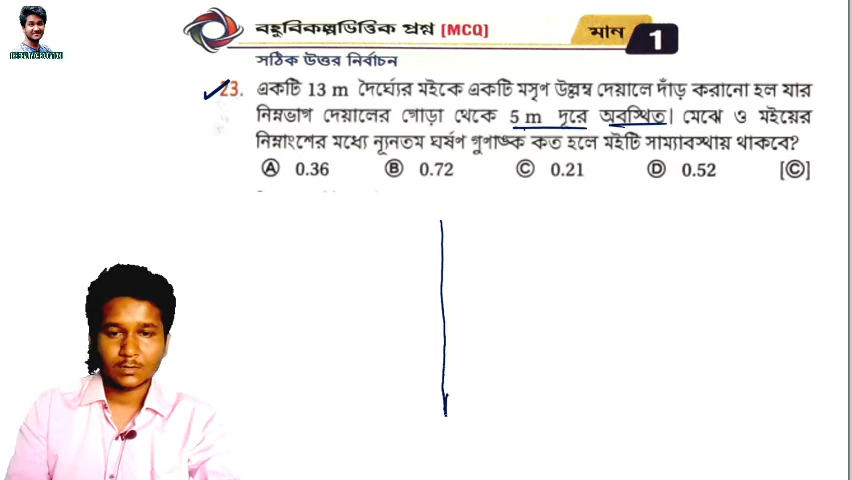 বহুবিকল্পভিত্তিক প্রশ্ন [MCQ] মান 1
সঠিক উত্তর নির্বাচন
23. একটি 13 m দৈর্ঘ্যের মইকে একটি মসৃণ উল্লম্ব দেয়ালে দাঁড় করানো হল যার
নিম্নভাগ দেয়ালের গোড়া থেকে 5 m দূরে অবস্থিত। মেঝে ও মইয়ের
নিম্নাংশের মধ্যে ন্যূনতম ঘর্ষণ গুণাঙ্ক কত হলে মইটি সাম্যাবস্থায় থাকবে?
Ⓐ 0.36 Ⓑ 0.72 Ⓒ 0.21 Ⓓ 0.52 [Ⓒ]